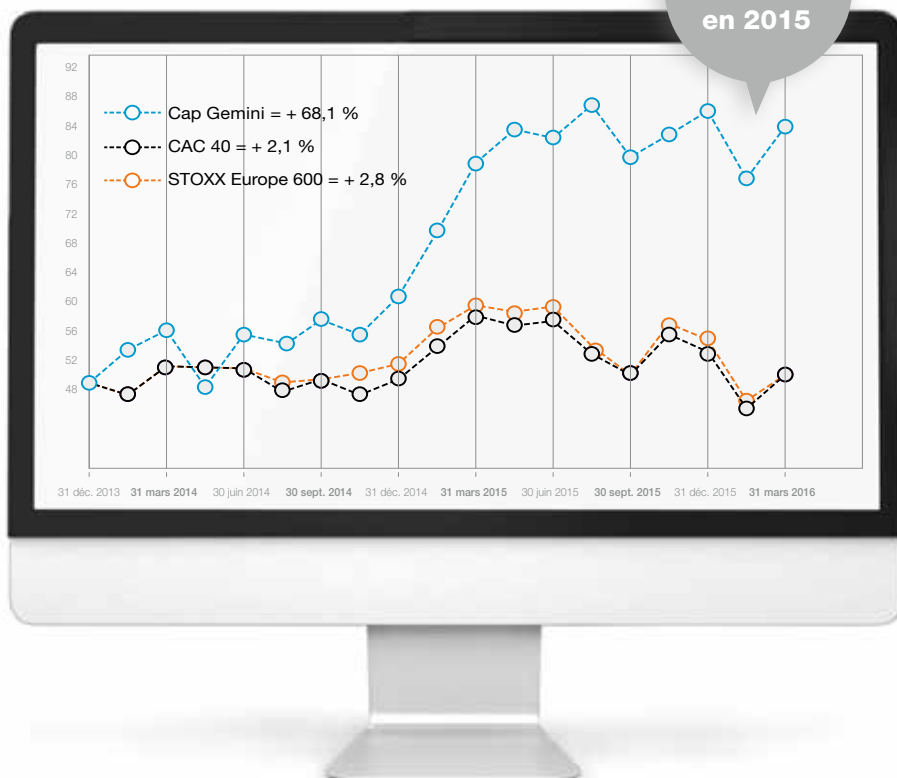 en 2015
92
88
84
80
76
72
68
64
60
56
52
48
Cap Gemini = + 68,1 %
CAC 40 = + 2,1 %
STOXX Europe 600 = + 2,8 %
31 déc. 2013 31 mars 2014 30 juin 2014 30 sept. 2014 31 déc. 2014 31 mars 2015 30 juin 2015 30 sept. 2015 31 déc. 2015 31 mars 2016